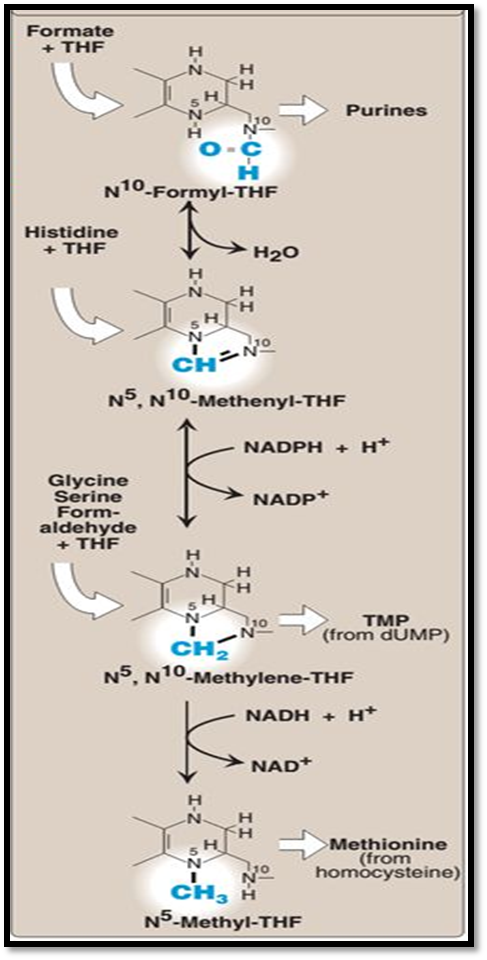 Formate
+ THF
H
N
H
H
H
5
N
H
10
N
O = C
H
Purines
N10-Formyl-THF
H2O
Histidine
+ THF
H
N
H
H
H
5
N
10
N
CH
N5, N10-Methenyl-THF
NADPH + H+
NADP+
Glycine
Serine
Form-
aldehyde
+ THF
H
N
H
H
H
5
N
10
N
CH2
TMP
(from dUMP)
N5, N10-Methylene-THF
NADH + H+
NAD+
H
N
H
H
H
5
N
10
N
H
CH3
Methionine
(from
homocysteine)
N5-Methyl-THF